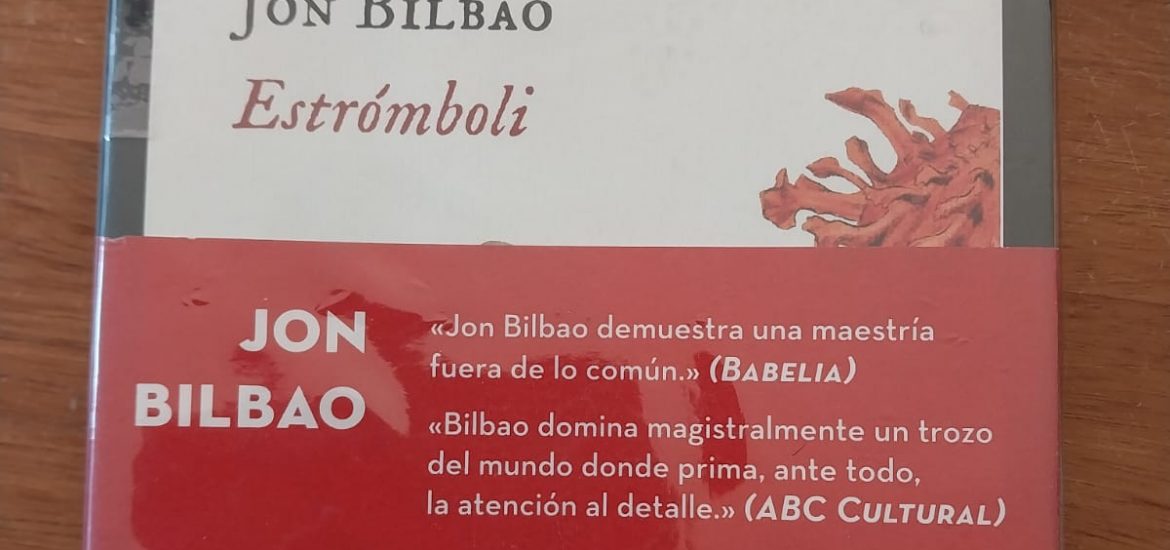 JON BILBAO
Estrómboli
JON
BILBAO
«Jon Bilbao demuestra una maestría
fuera de lo común.» (BABELIA)
«Bilbao domina magistralmente un trozo
del mundo donde prima, ante todo,
la atención al detalle.» (ABC CULTURAL)